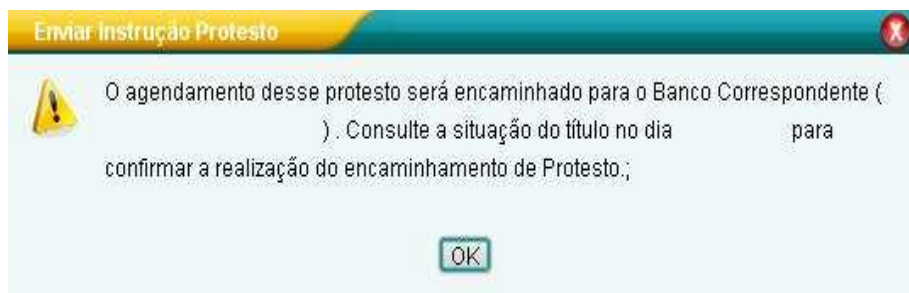 Enviar Instrução Protesto
O agendamento desse protesto será encaminhado para o Banco Correspondente (
) . Consulte a situação do título no dia para
confirmar a realização do encaminhamento de Protesto.;
OK